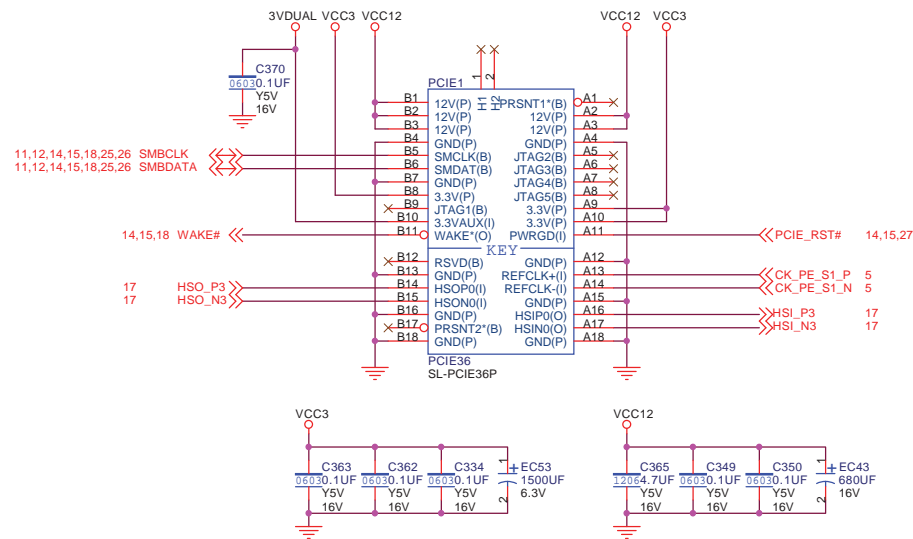 3VDUAL VCC3 VCC12 VCC12 VCC3
C370
0603 0.1UF
Y5V
16V
PCIE1
1 2
H1 H2
B1 12V(P) PRSNT1*(B) A1
B2 12V(P) 12V(P) A2
B3 12V(P) 12V(P) A3
B4 GND(P) GND(P) A4
11,12,14,15,18,25,26 SMBCLK B5 SMCLK(B) JTAG2(B) A5
11,12,14,15,18,25,26 SMBDATA B6 SMDAT(B) JTAG3(B) A6
B7 GND(P) JTAG4(B) A7
B8 3.3V(P) JTAG5(B) A8
B9 JTAG1(B) 3.3V(P) A9
B10 3.3VAUX(I) 3.3V(P) A10
14,15,18 WAKE# B11 WAKE*(O) PWRGD(I) A11 PCIE_RST# 14,15,27
KEY
B12 RSVD(B) GND(P) A12
B13 GND(P) REFCLK+(I) A13 CK_PE_S1_P 5
17 HSO_P3 B14 HSOP0(I) REFCLK-(I) A14 CK_PE_S1_N 5
17 HSO_N3 B15 HSON0(I) GND(P) A15
B16 GND(P) HSIP0(O) A16 HSI_P3 17
B17 PRSNT2*(B) HSIN0(O) A17 HSI_N3 17
B18 GND(P) GND(P) A18
PCIE36
SL-PCIE36P
VCC3
C363
0603 0.1UF
Y5V
16V
C362
0603 0.1UF
Y5V
16V
C334
0603 0.1UF
Y5V
16V
1
+ EC53
1500UF
2 6.3V
VCC12
C365
1206 4.7UF
Y5V
16V
C349
0603 0.1UF
Y5V
16V
C350
0603 0.1UF
Y5V
16V
1
+ EC43
680UF
2 16V